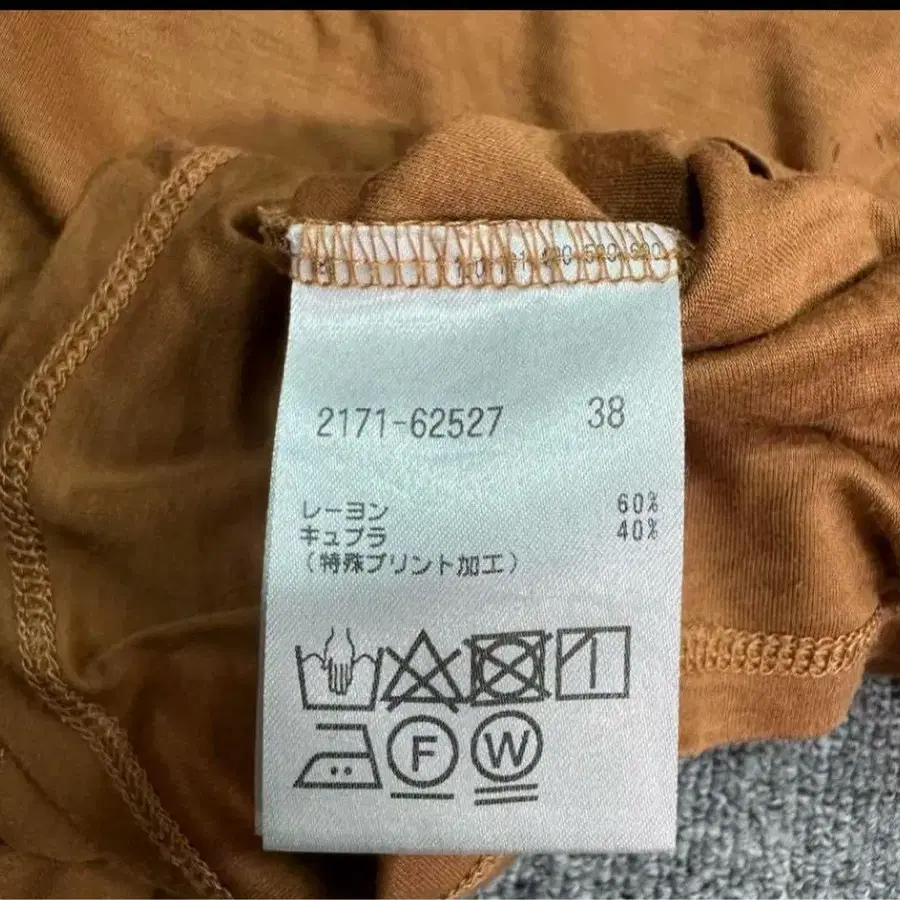 2171-62527 38
レーヨン 60%
キュプラ 40%
(特殊プリント加工)
F W